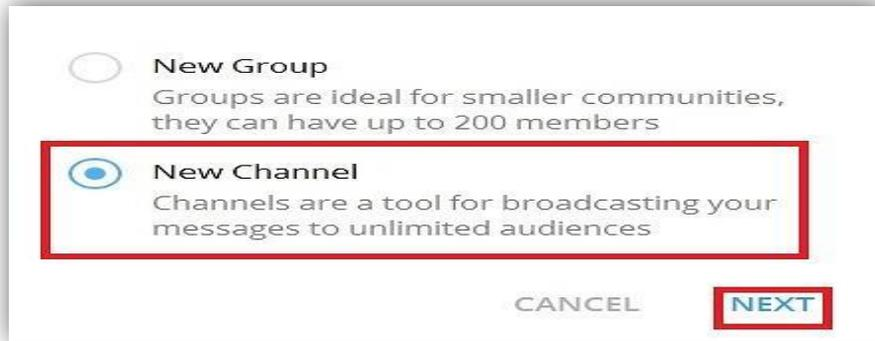 New Group
Groups are ideal for smaller communities,
they can have up to 200 members
New Channel
Channels are a tool for broadcasting your
messages to unlimited audiences
CANCEL NEXT